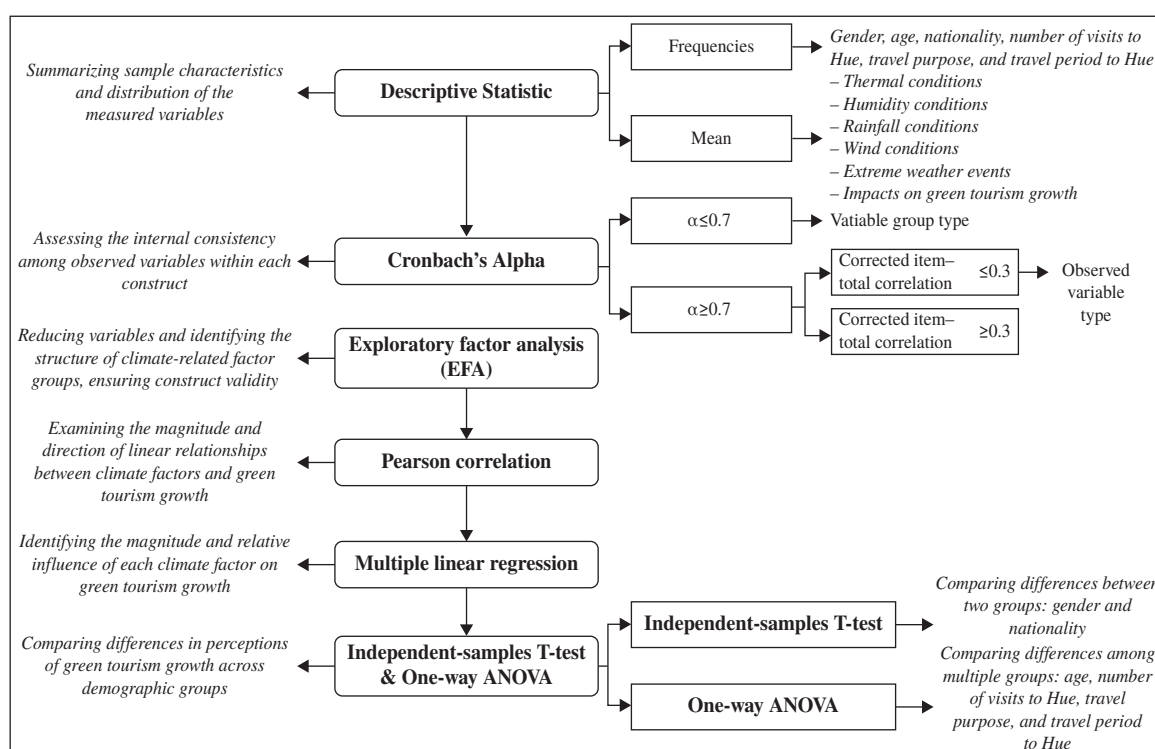 Summarizing sample characteristics
and distribution of the
measured variables
Descriptive Statistic
Frequencies
Gender, age, nationality, number of visits to
Hue, travel purpose, and travel period to Hue
Mean
– Thermal conditions
– Humidity conditions
– Rainfall conditions
– Wind conditions
– Extreme weather events
– Impacts on green tourism growth
Assessing the internal consistency
among observed variables within each
construct
Cronbach's Alpha
α≤0.7
Vatiable group type
α≥0.7
Corrected item–
total correlation ≤0.3
Observed
variable
type
Corrected item–
total correlation ≥0.3
Reducing variables and identifying the
structure of climate-related factor
groups, ensuring construct validity
Exploratory factor analysis
(EFA)
Examining the magnitude and
direction of linear relationships
between climate factors and green
tourism growth
Pearson correlation
Identifying the magnitude and relative
influence of each climate factor on
green tourism growth
Multiple linear regression
Comparing differences in perceptions
of green tourism growth across
demographic groups
Independent-samples T-test
& One-way ANOVA
Independent-samples T-test
Comparing differences between
two groups: gender and
nationality
One-way ANOVA
Comparing differences among
multiple groups: age, number
of visits to Hue, travel
purpose, and travel period
to Hue